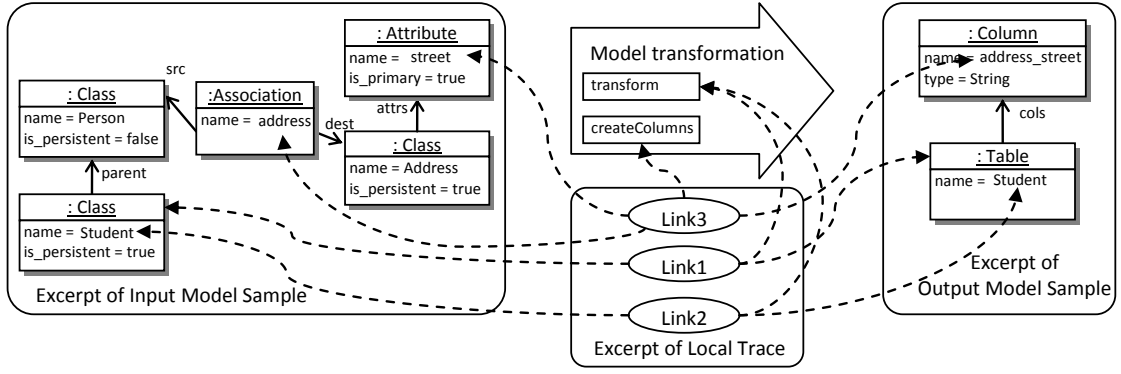 : Attribute
name = street
is_primary = true
src
attrs
: Class
name = Person
is_persistent = false
:Association
name = address
dest
: Class
name = Address
is_persistent = true
parent
: Class
name = Student
is_persistent = true
Excerpt of Input Model Sample
Model transformation
transform
createColumns
Link3
Link1
Link2
Excerpt of Local Trace
: Column
name= address_street
type = String
cols
: Table
name = Student
Excerpt of
Output Model Sample